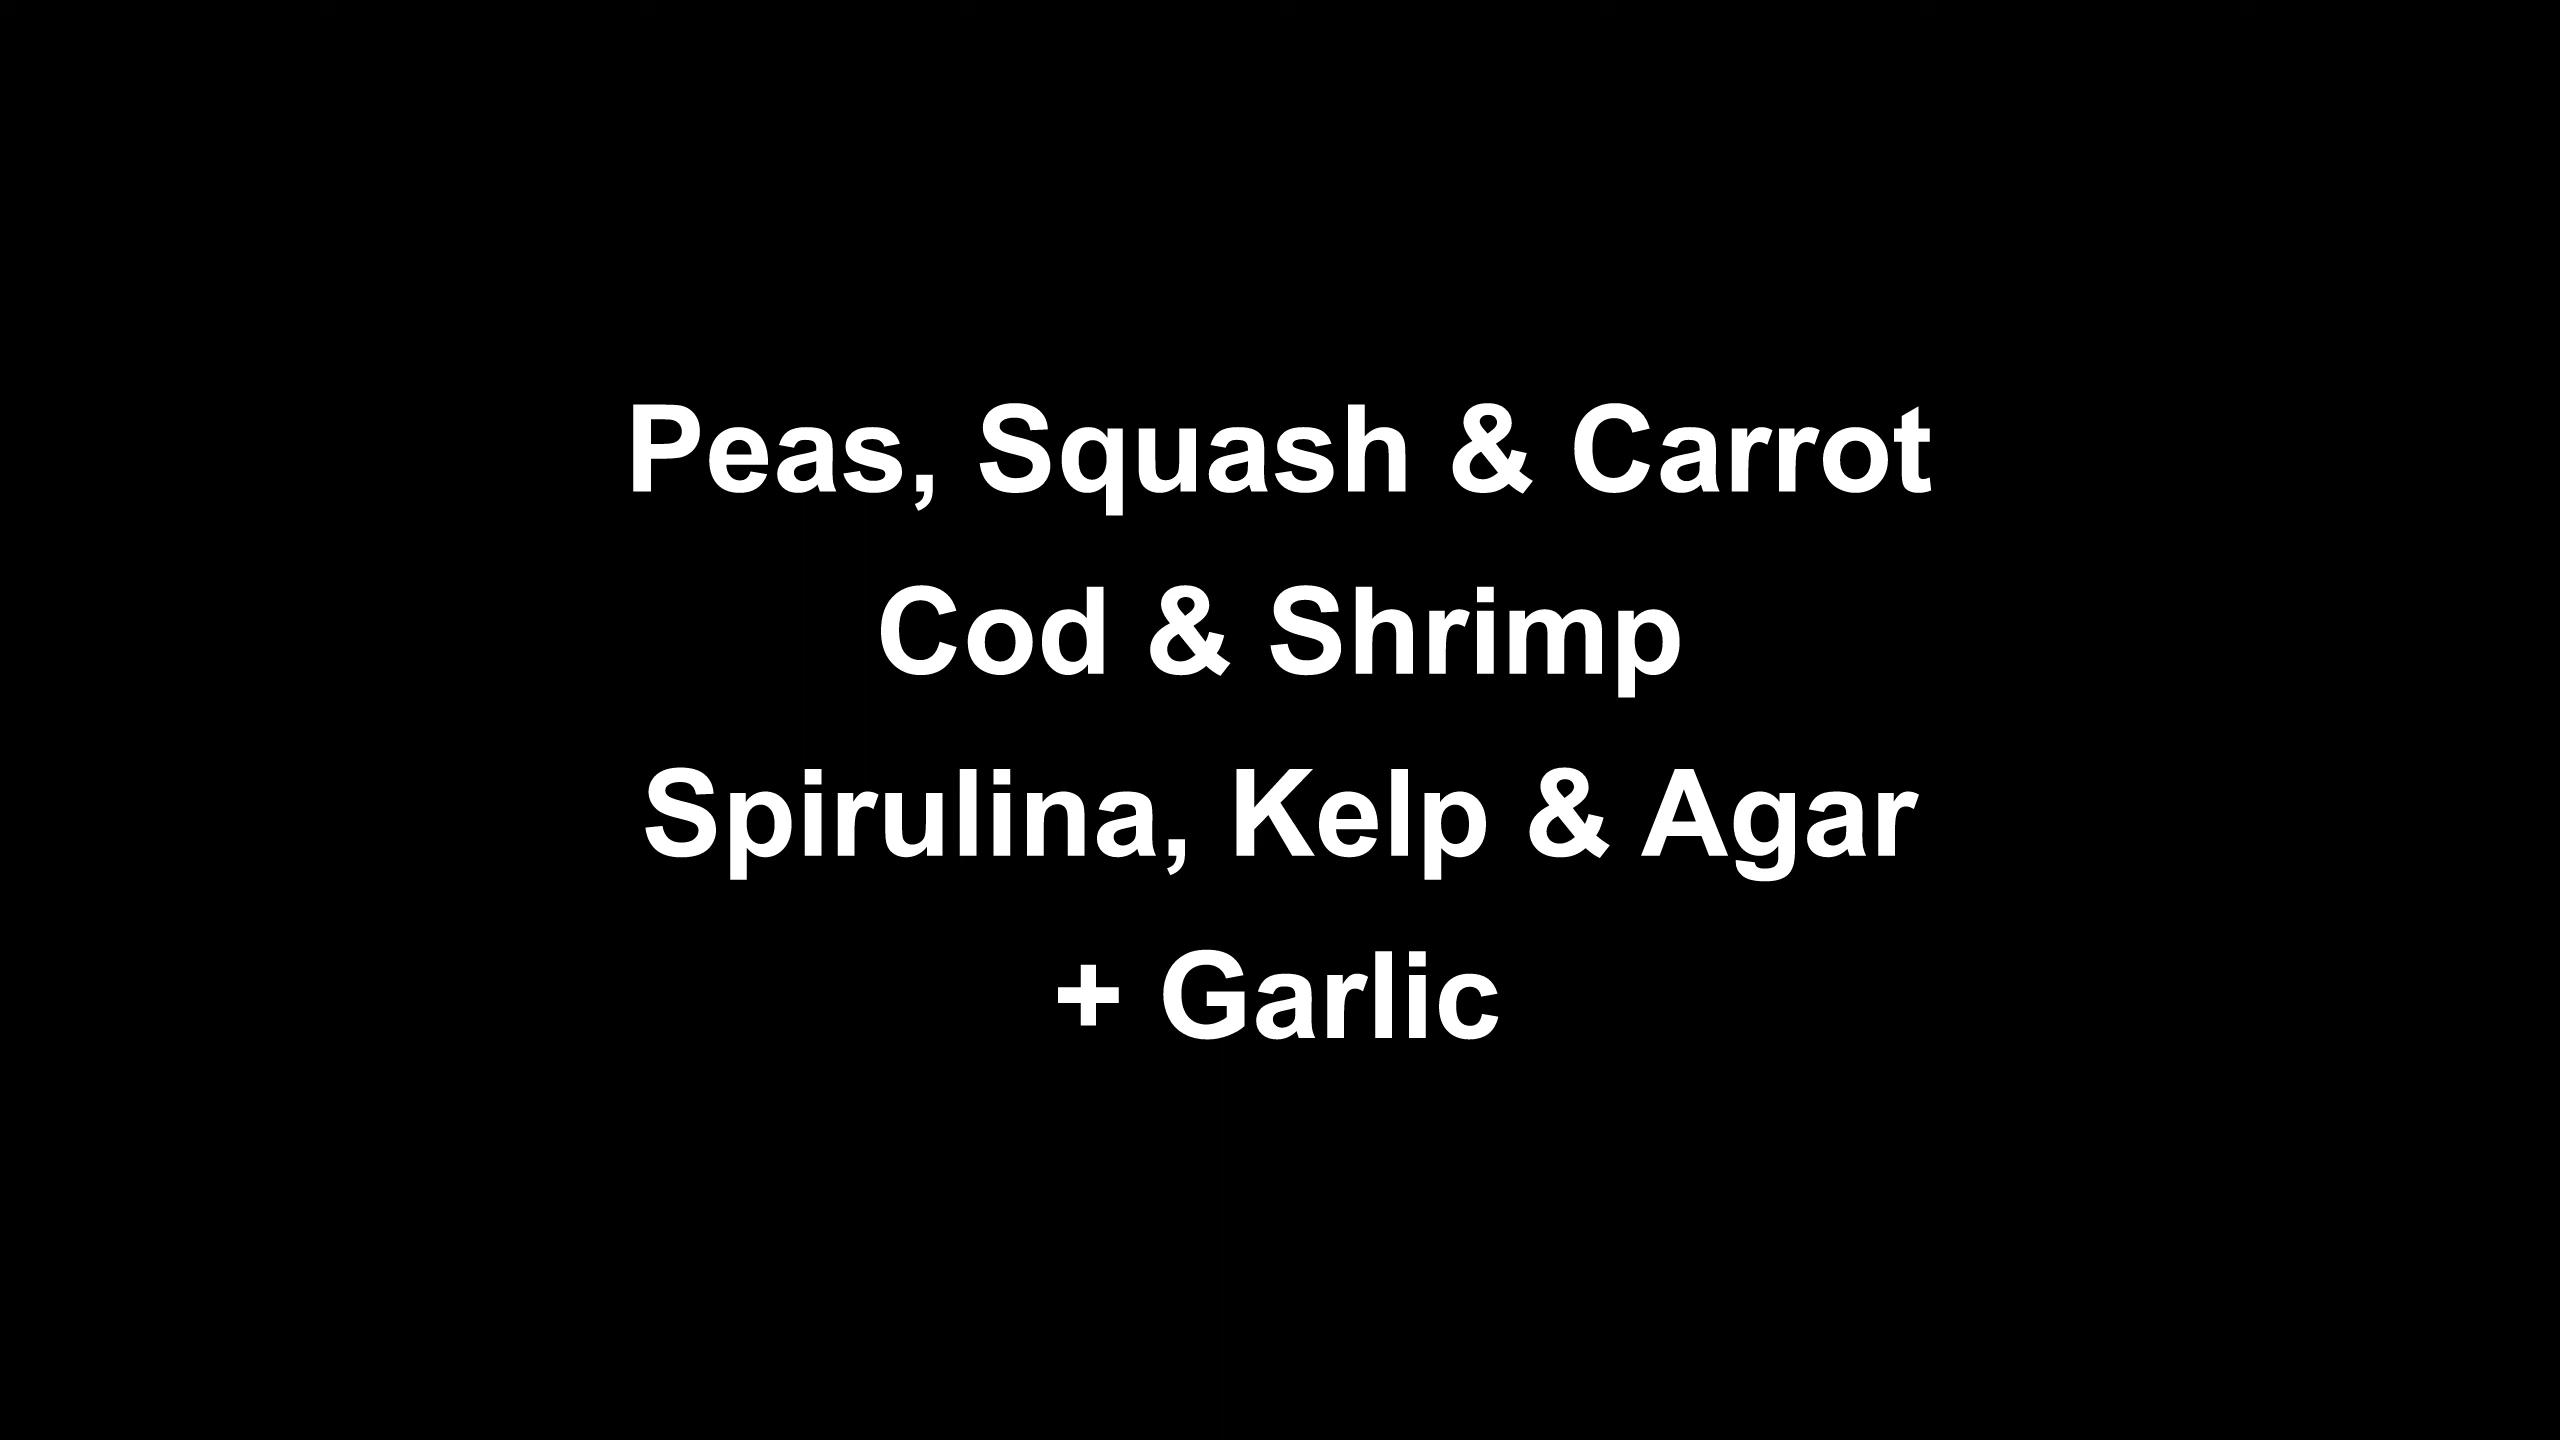 Peas, Squash & Carrot
Cod & Shrimp
Spirulina, Kelp & Agar
+ Garlic